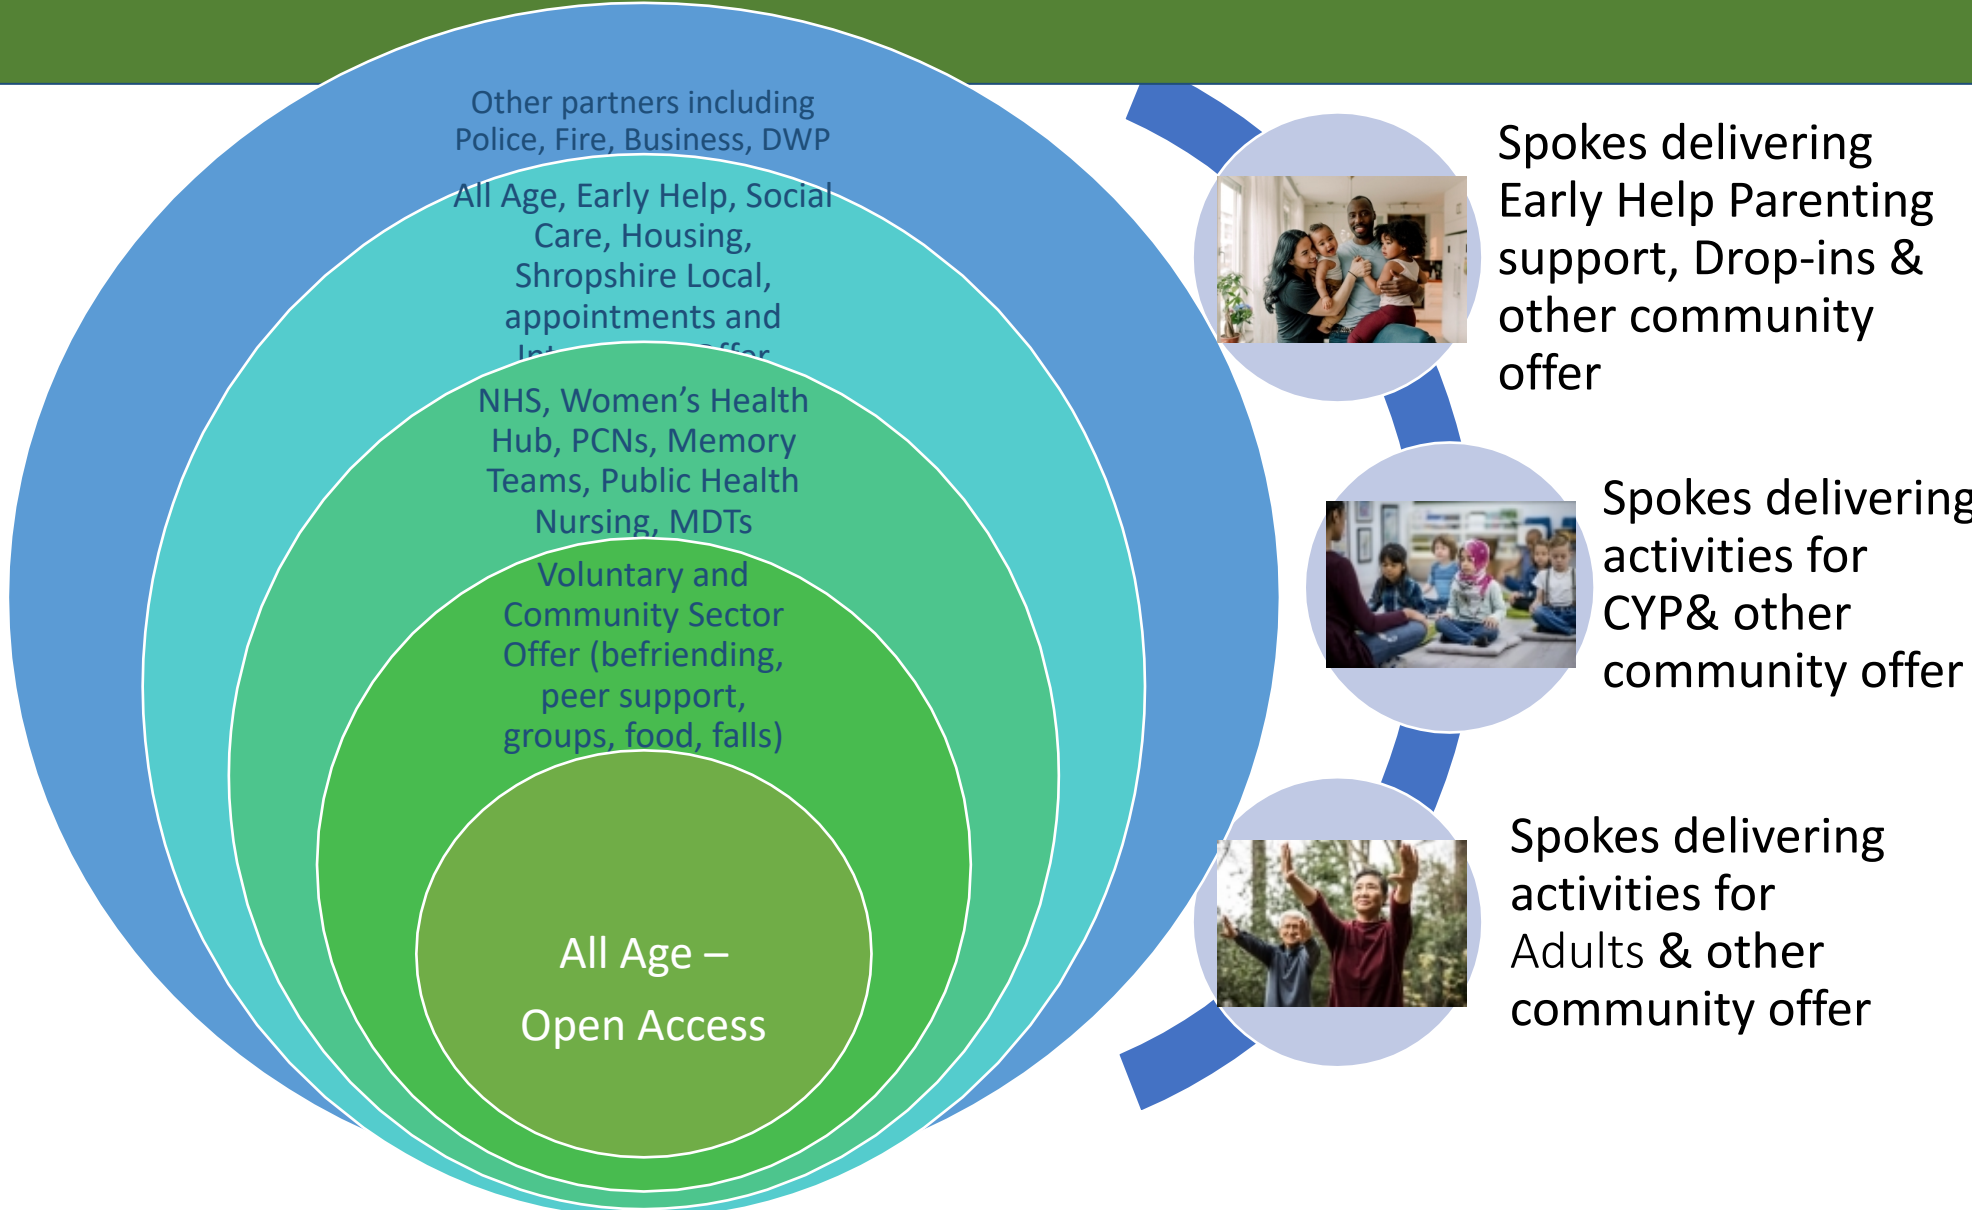 Other partners including
Police, Fire, Business, DWP
All Age, Early Help, Social
Care, Housing,
Shropshire Local,
appointments and
NHS, Women’s Health
Hub, PCNs, Memory
Teams, Public Health
Nursing, MDTs
Voluntary and
Community Sector
Offer (befriending,
peer support,
groups, food, falls)
All Age –
Open Access
Spokes delivering
Early Help Parenting
support, Drop-ins &
other community
offer
Spokes delivering
activities for
CYP& other
community offer
Spokes delivering
activities for
Adults & other
community offer